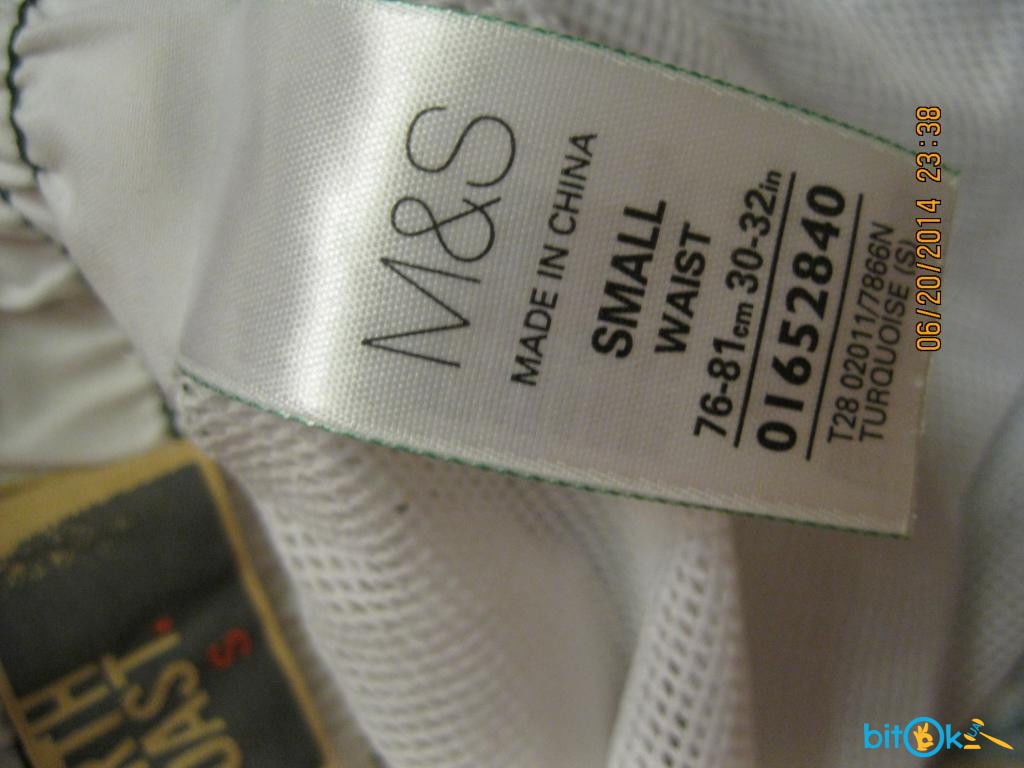 M&S
MADE IN CHINA
SMALL
WAIST
76-81cm 30-32in
01652840
T28 02011/7866N
TURQUOISE (S)
06/20/2014 23:38
S
bitOk
UA